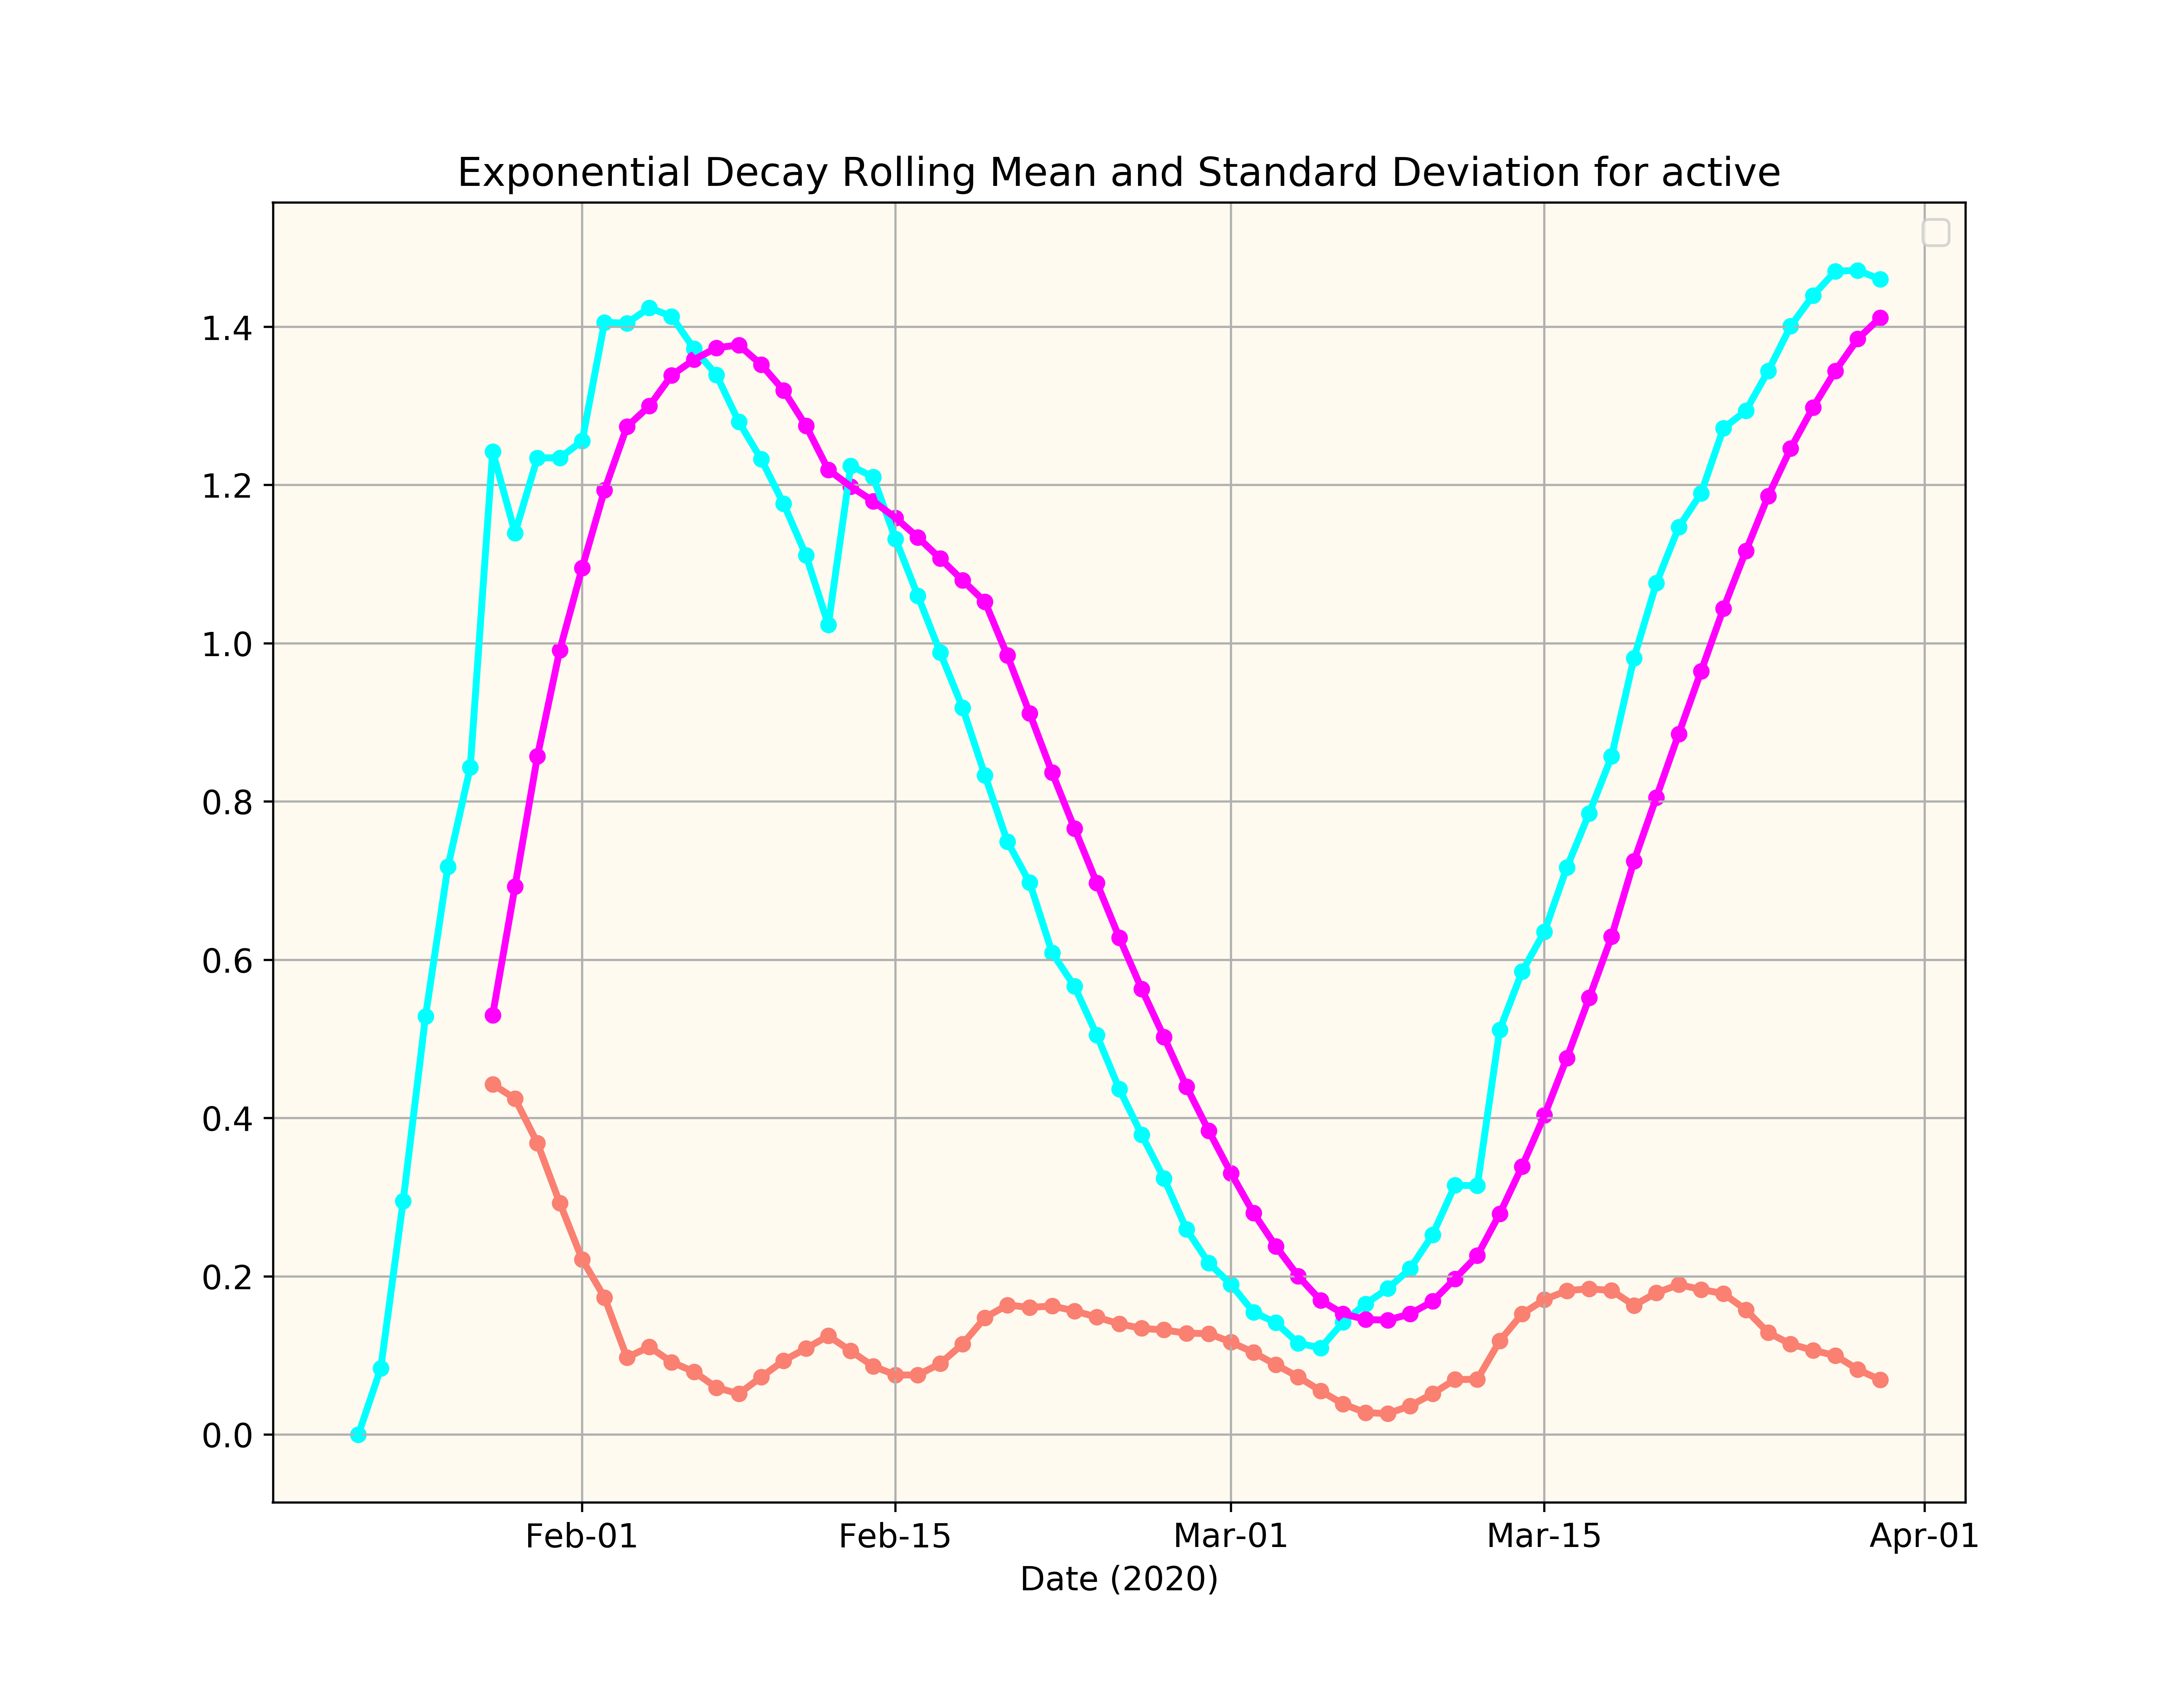 Exponential Decay Rolling Mean and Standard Deviation for active
1.4
1.2
1.0
0.8
0.6
0.4
0.2
0.0
Feb-01 Feb-15 Mar-01 Mar-15 Apr-01
Date (2020)